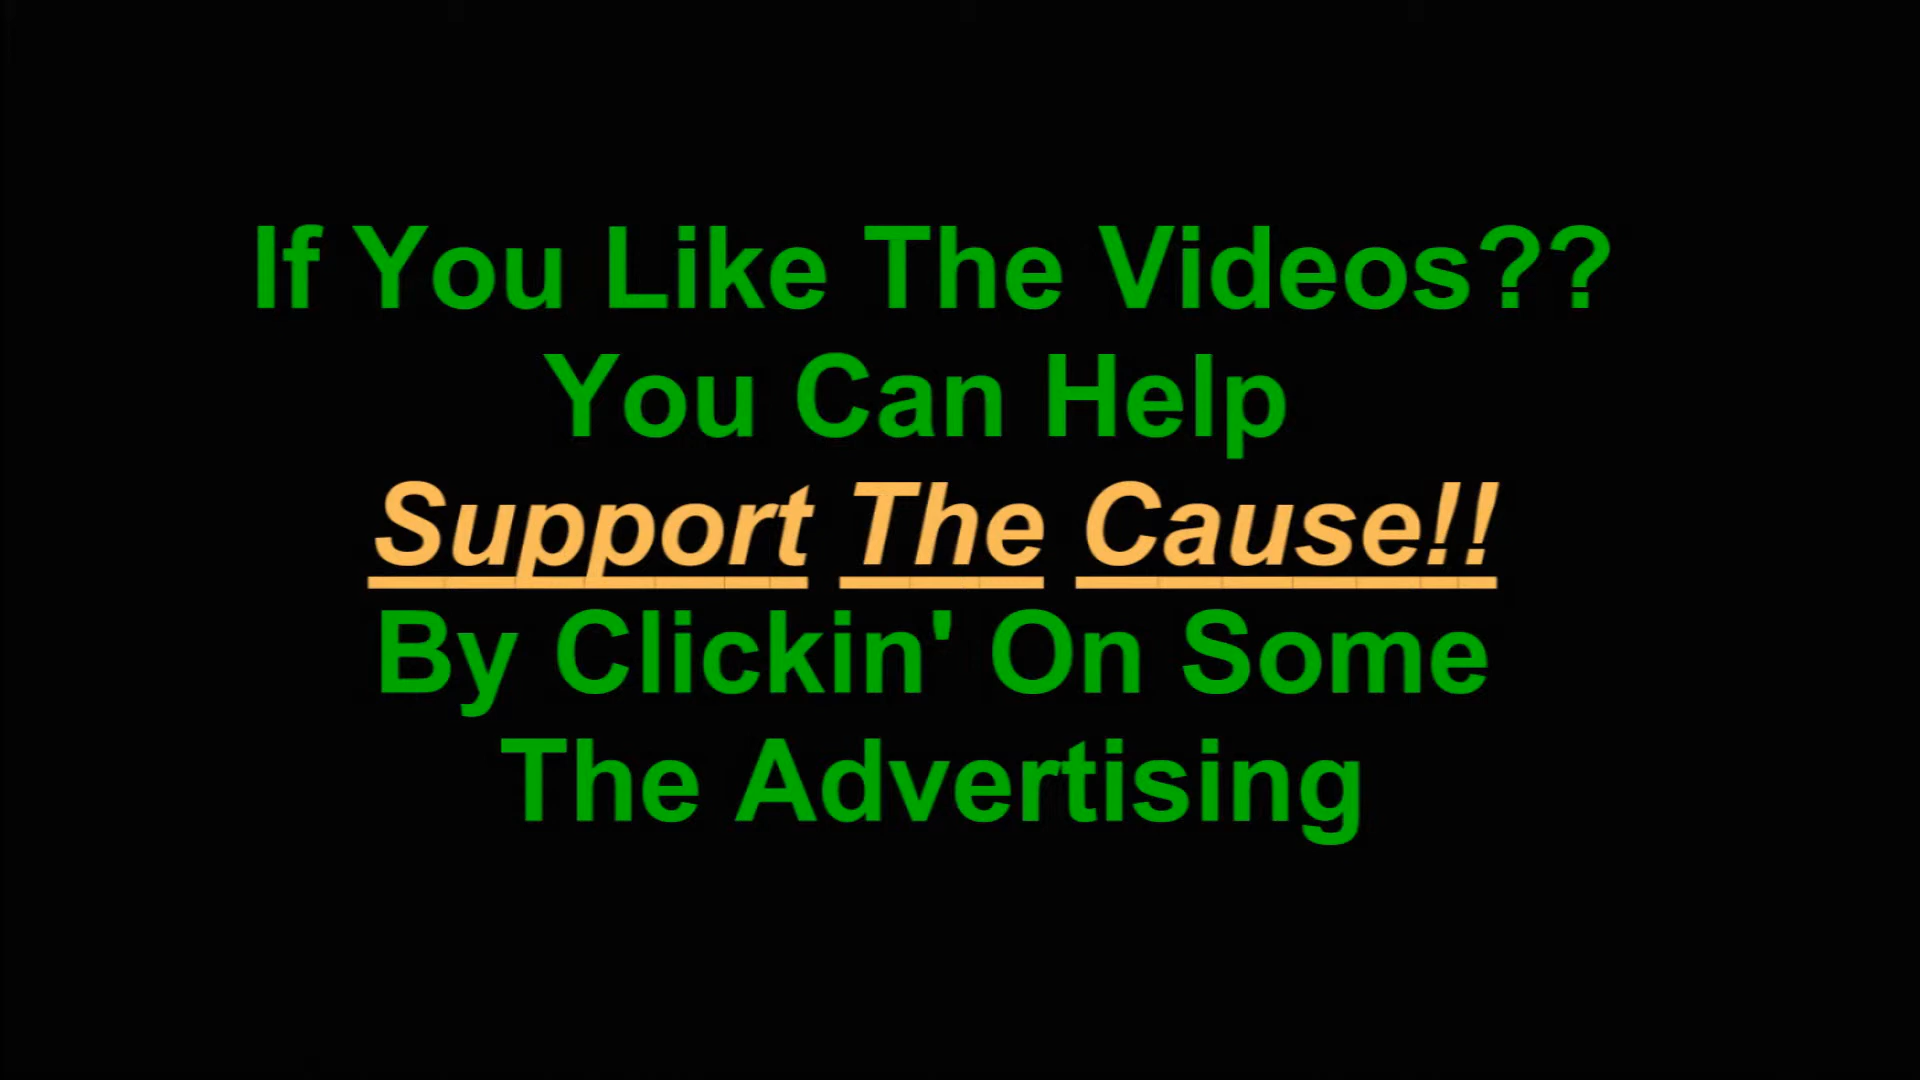 If You Like The Videos??
You Can Help
Support The Cause!!
By Clickin' On Some
The Advertising